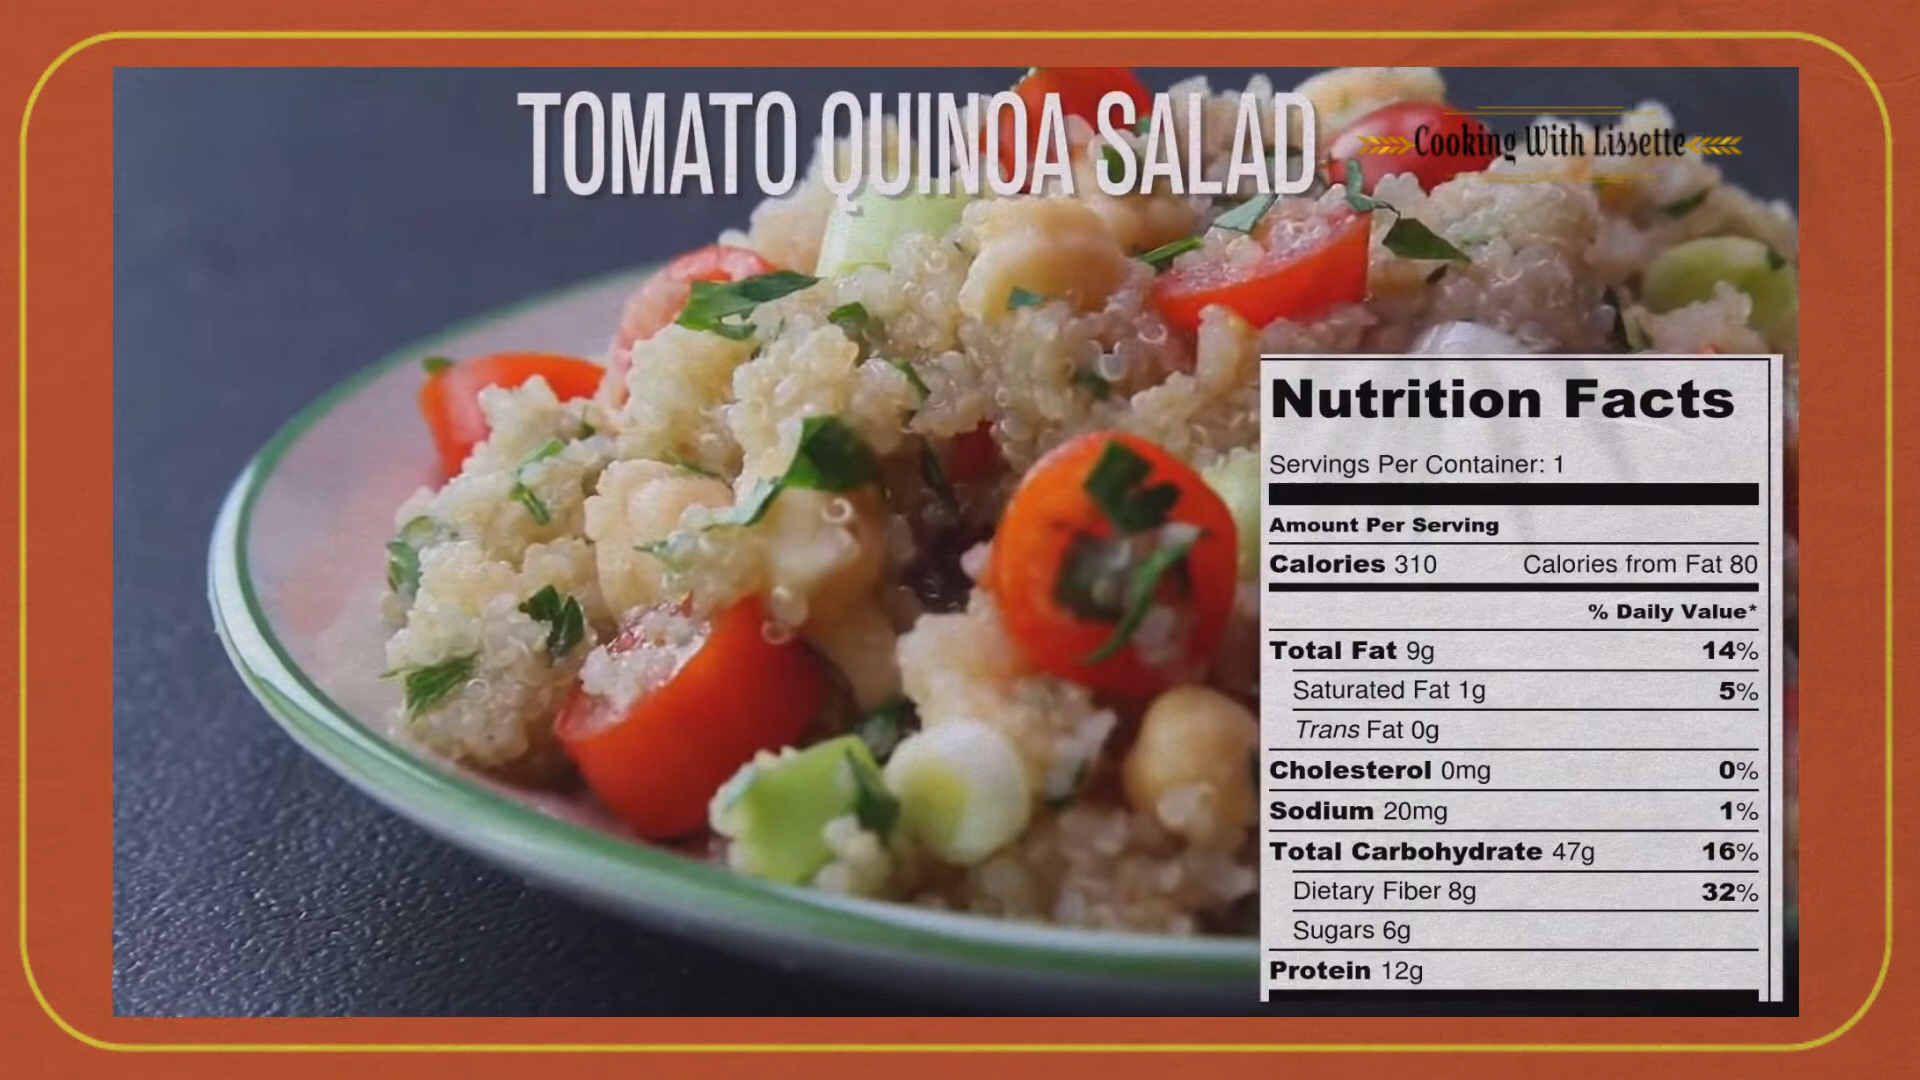 TOMATO QUINOA SALAD
Cooking With Lissette
Nutrition Facts
Servings Per Container: 1
Amount Per Serving
Calories 310 Calories from Fat 80
% Daily Value*
Total Fat 9g 14%
Saturated Fat 1g 5%
Trans Fat 0g
Cholesterol 0mg 0%
Sodium 20mg 1%
Total Carbohydrate 47g 16%
Dietary Fiber 8g 32%
Sugars 6g
Protein 12g